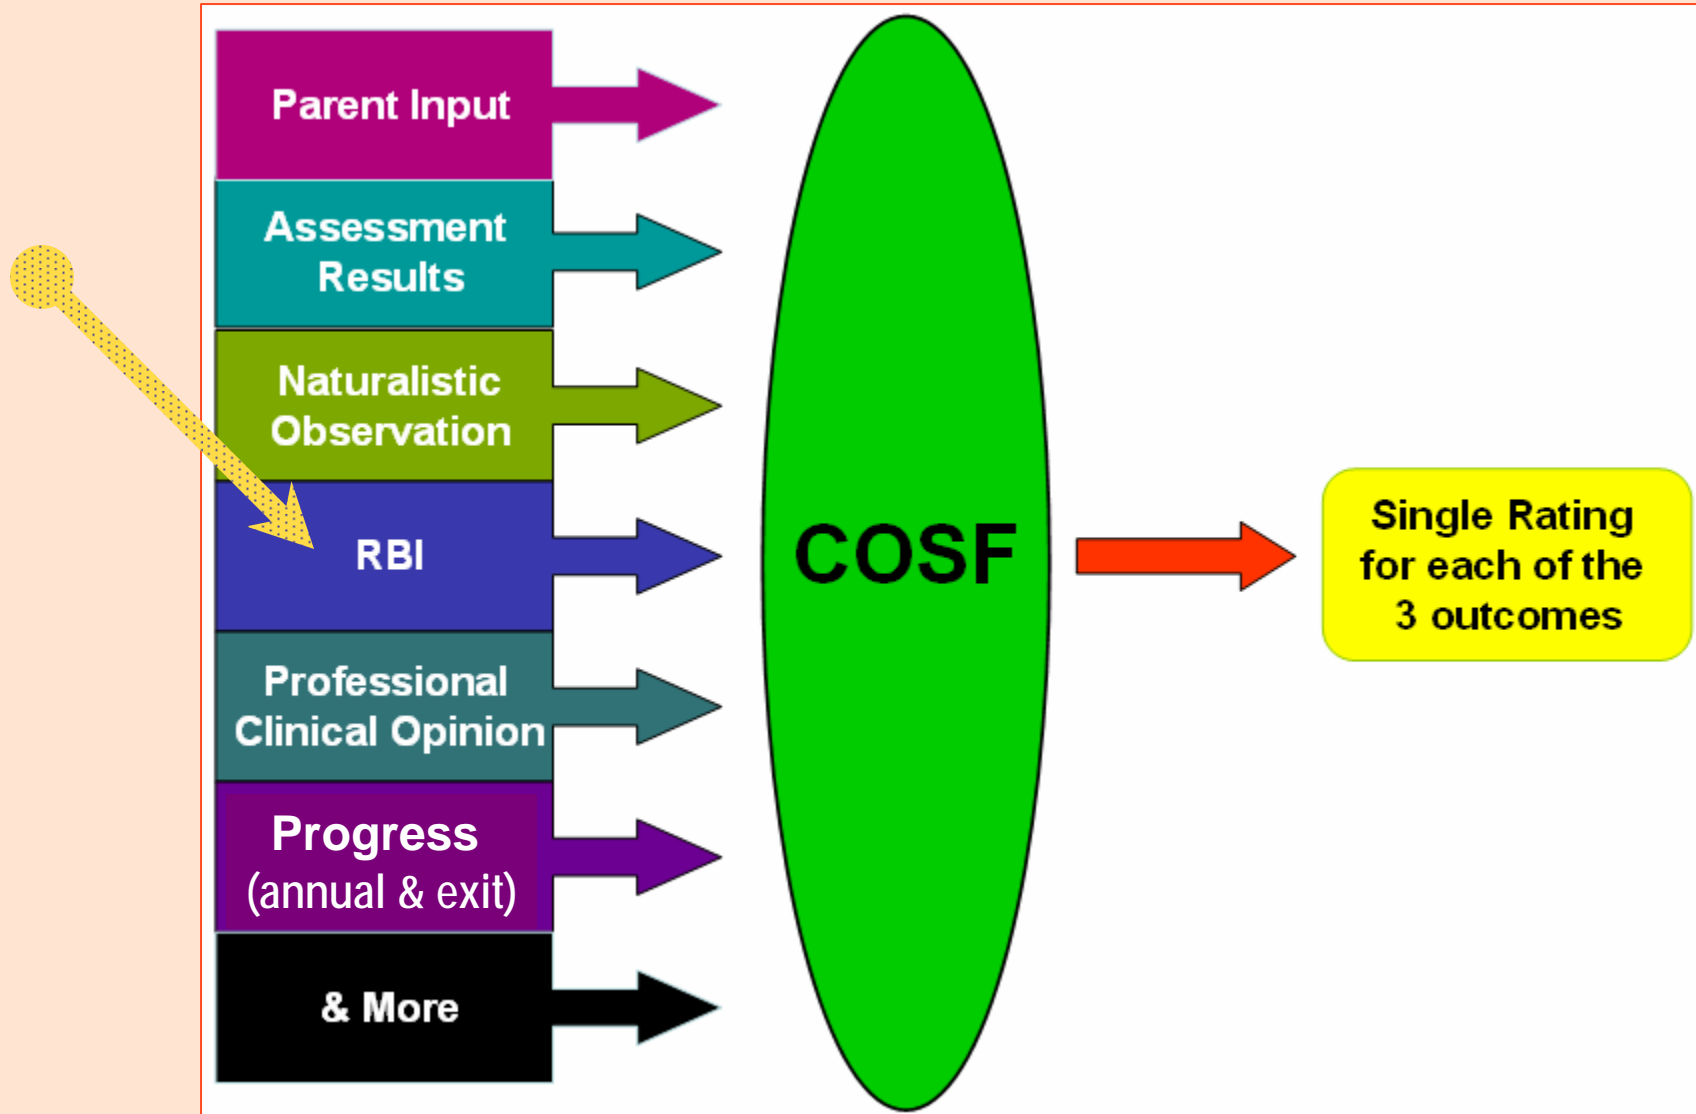 Parent Input
Assessment
Results
Naturalistic
Observation
RBI
Professional
Clinical Opinion
Progress
(annual & exit)
& More
COSF
Single Rating
for each of the
3 outcomes